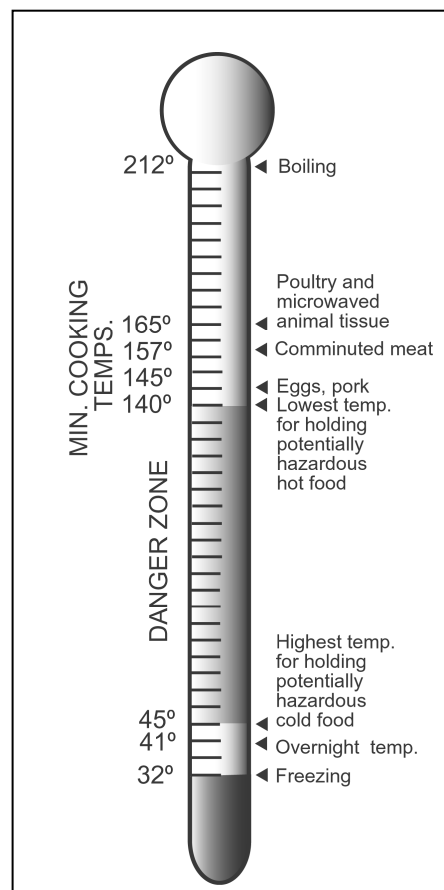 212º
Boiling
MIN. COOKING
TEMPS.
Poultry and
microwaved
animal tissue
165º
157º
Comminuted meat
145º
Eggs, pork
140º
Lowest temp.
for holding
potentially
hazardous
hot food
DANGER ZONE
Highest temp.
for holding
potentially
hazardous
cold food
45º
41º
Overnight temp.
32º
Freezing